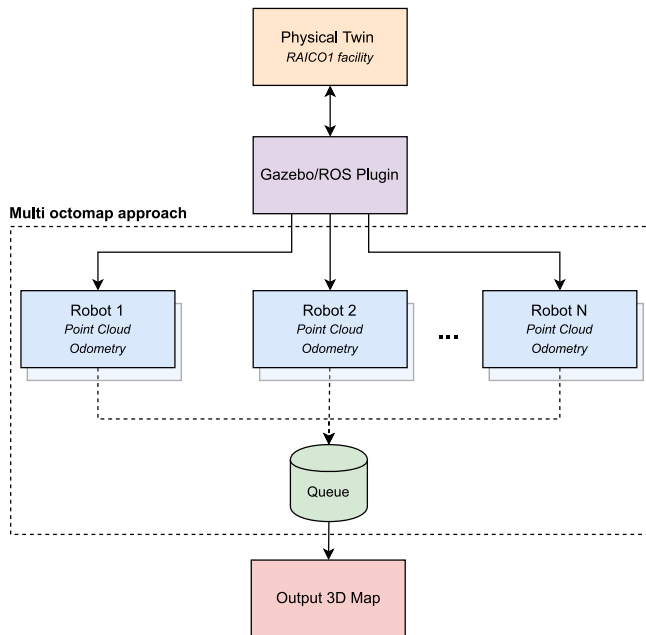 Physical Twin
RAICO1 facility
Gazebo/ROS Plugin
Multi octomap approach
Robot 1
Point Cloud
Odometry
Robot 2
Point Cloud
Odometry
...
Robot N
Point Cloud
Odometry
Queue
Output 3D Map